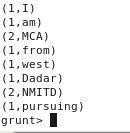 (1,I)
(1,am)
(2,MCA)
(1,from)
(1,west)
(1,Dadar)
(2,NMITD)
(1,pursuing)
grunt>